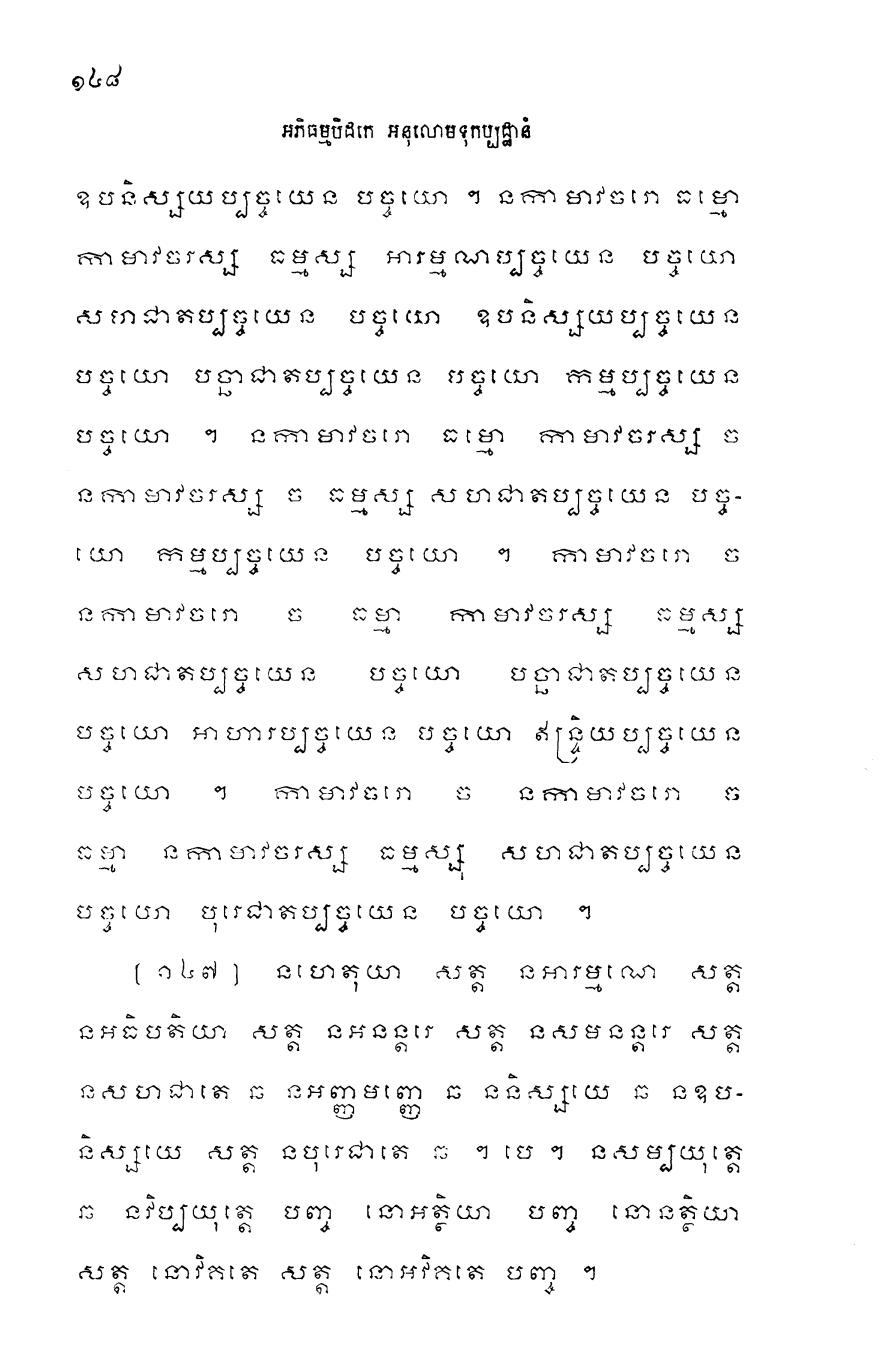 ១៤៨
អភិធម្មបិដកេ អនុលោមទុកប្បដ្ឋានំ
ឧបនិស្សយប្បច្ចយេន បច្ចយោ ។ នកាមាវចរោ ធម្មោ
កាមាវចរស្ស ធម្មស្ស អារម្មណប្បច្ចយេន បច្ចយោ
សហជាតប្បច្ចយេន បច្ចយោ ឧបនិស្សយប្បច្ចយេន
បច្ចយោ បច្ឆាជាតប្បច្ចយេន បច្ចយោ កម្មប្បច្ចយេន
បច្ចយោ ។ នកាមាវចរោ ធម្មោ កាមាវចរស្ស ច
នកាមាវចរស្ស ច ធម្មស្ស សហជាតប្បច្ចយេន បច្ច-
យោ កម្មប្បច្ចយេន បច្ចយោ ។ កាមាវចរោ ច
នកាមាវចរោ ច ធម្មា កាមាវចរស្ស ធម្មស្ស
សហជាតប្បច្ចយេន បច្ចយោ បច្ឆាជាតប្បច្ចយេន
បច្ចយោ អាហារប្បច្ចយេន បច្ចយោ ឥន្ទ្រិយប្បច្ចយេន
បច្ចយោ ។ កាមាវចរោ ច នកាមាវចរោ ច
ធម្មា នកាមាវចរស្ស ធម្មស្ស សហជាតប្បច្ចយេន
បច្ចយោ បុរេជាតប្បច្ចយេន បច្ចយោ ។
[១៤៧] នហេតុយា សត្ត នអារម្មណេ សត្ត
នអធិបតិយា សត្ត នអនន្តរេ សត្ត នសមនន្តរេ សត្ត
នសហជាតេ ឆ នអញ្ញមញ្ញេ ឆ ននិស្សយេ ឆ នឧប-
និស្សយេ សត្ត នបុរេជាតេ ឆ ។ បេ ។ នសម្បយុត្តេ
ឆ នវិប្បយុត្តេ បញ្ច នោអត្ថិយា បញ្ច នោនត្ថិយា
សត្ត នោវិគតេ សត្ត នោអវិគតេ បញ្ច ។